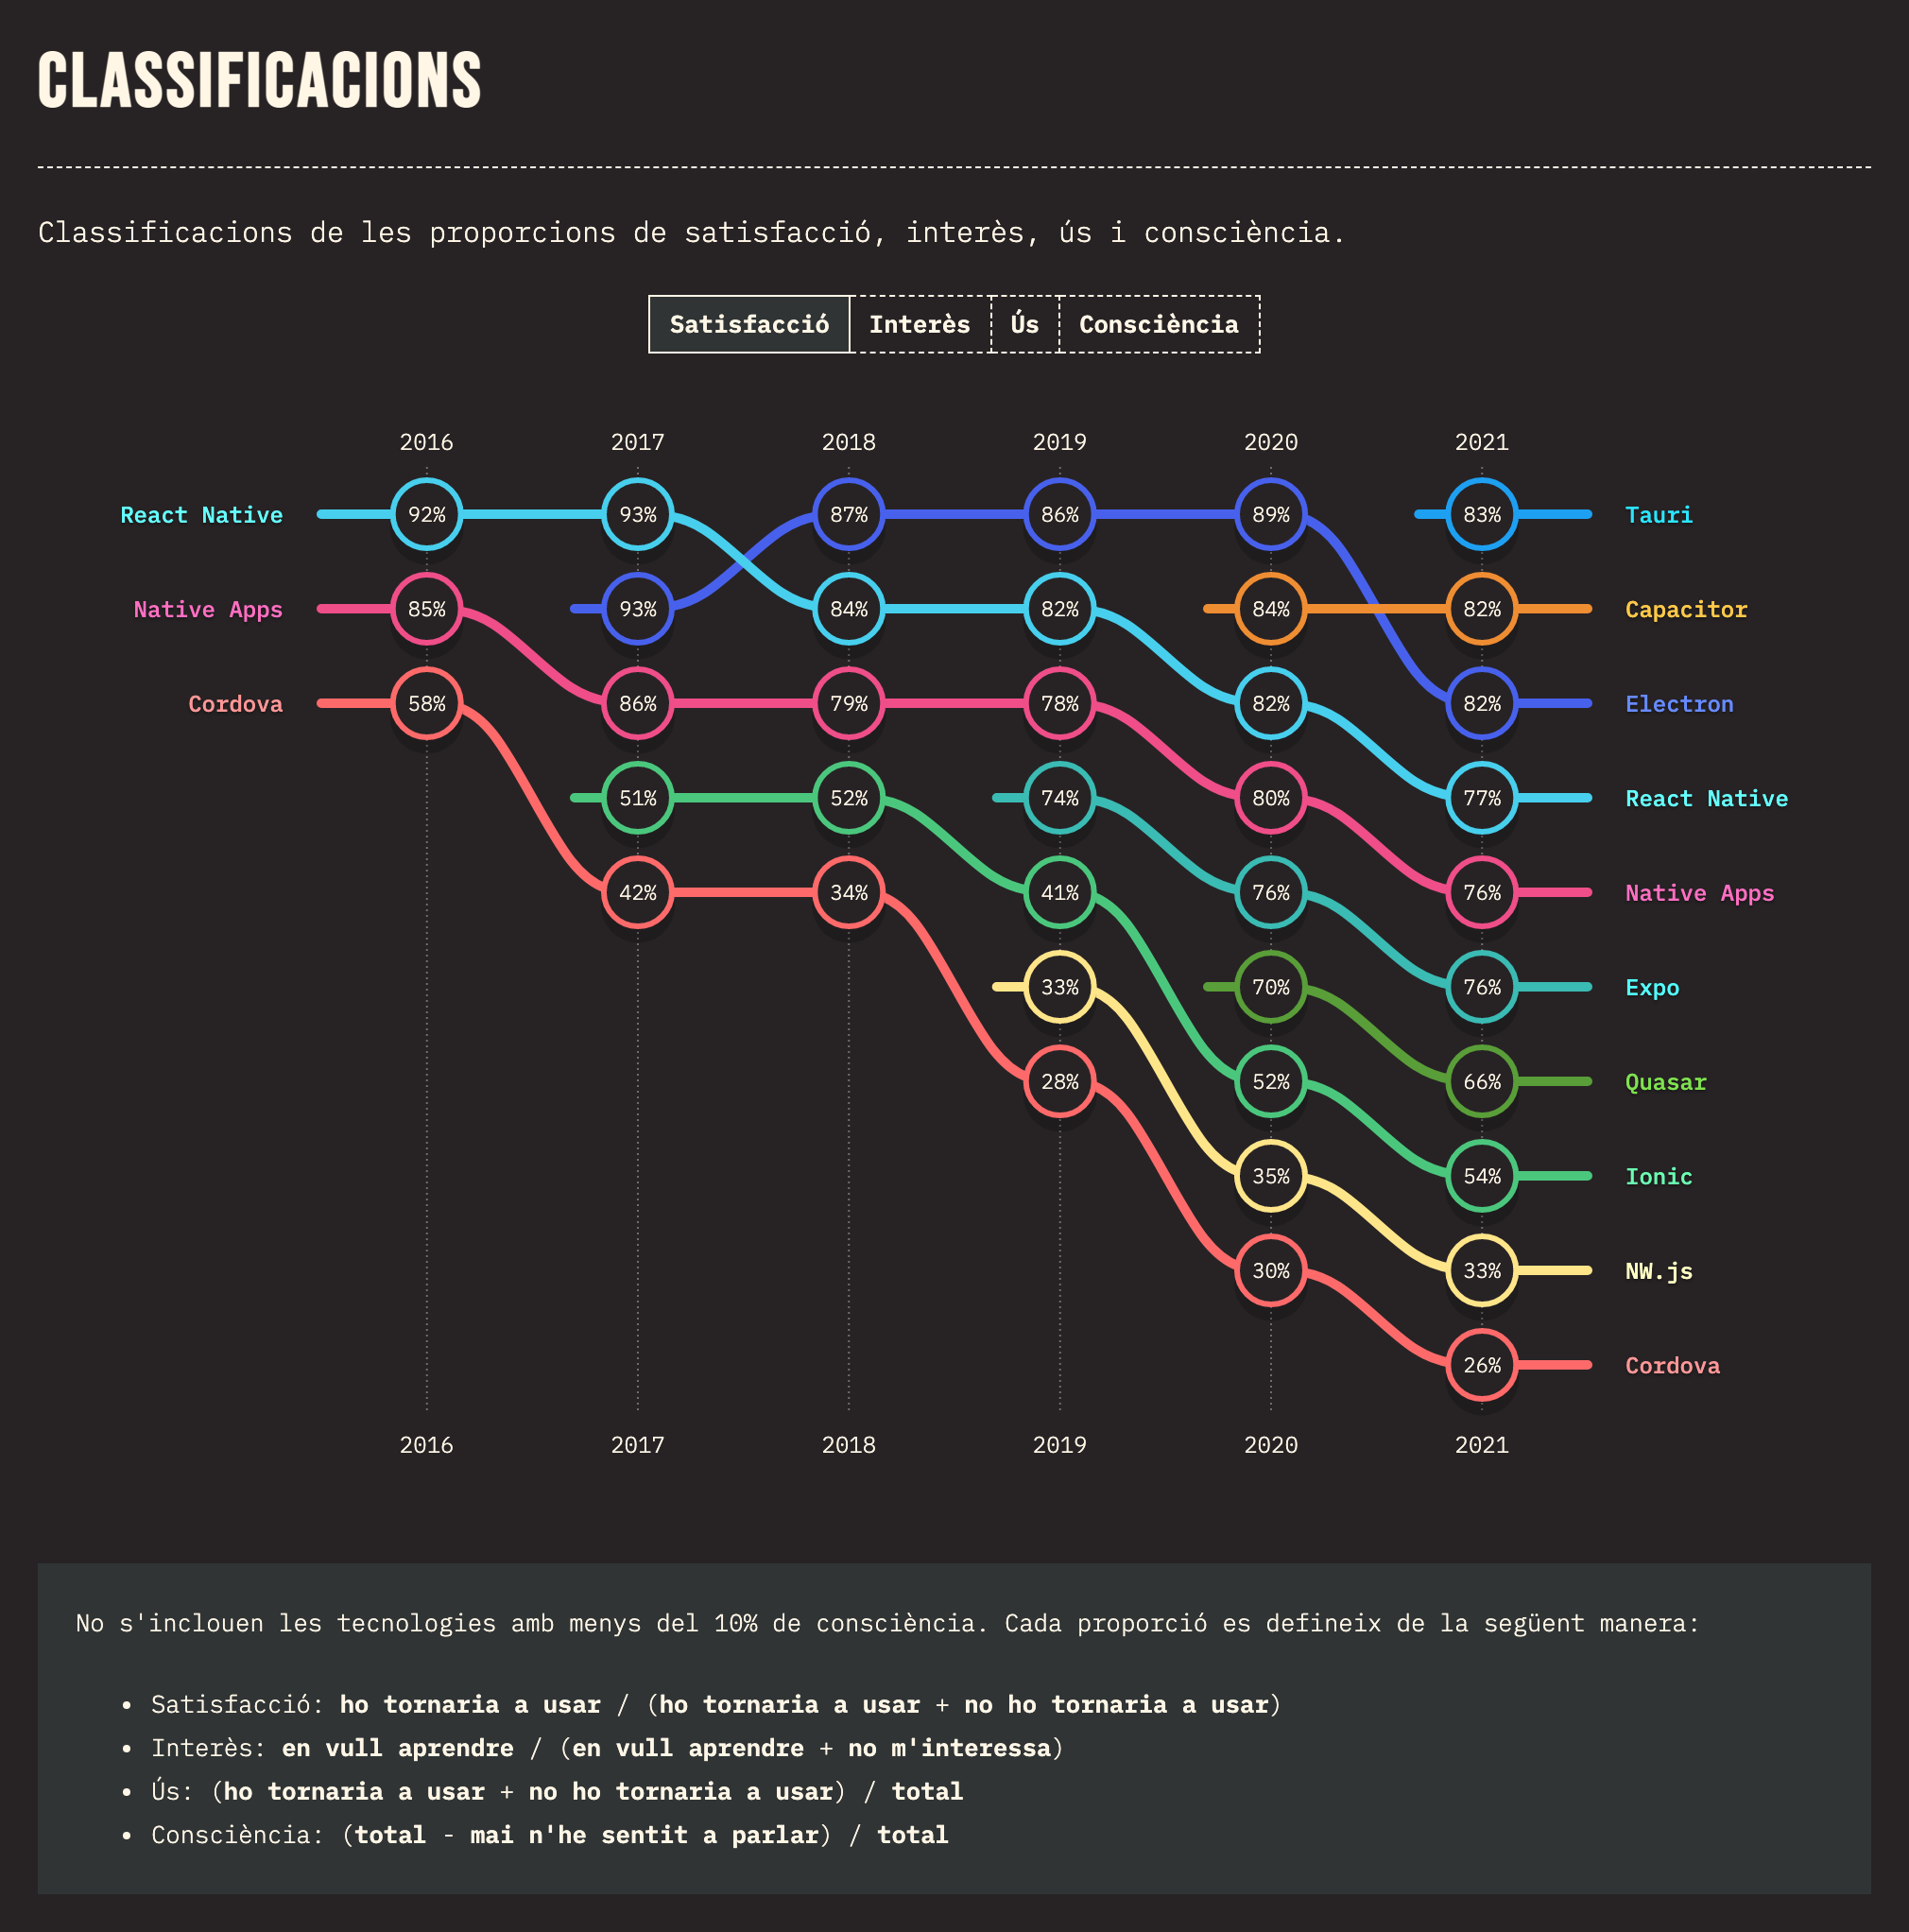 CLASSIFICACIONS
Classificacions de les proporcions de satisfacció, interès, ús i consciència.
Satisfacció Interès Ús Consciència
2016 2017 2018 2019 2020 2021
React Native 92% 93% 87% 86% 89% 83% Tauri
Native Apps 85% 93% 84% 82% 84% 82% Capacitor
Cordova 58% 86% 79% 78% 82% 82% Electron
51% 52% 74% 80% 77% React Native
42% 34% 41% 76% 76% Native Apps
33% 70% 76% Expo
28% 52% 66% Quasar
35% 54% Ionic
30% 33% NW.js
26% Cordova
2016 2017 2018 2019 2020 2021
No s'inclouen les tecnologies amb menys del 10% de consciència. Cada proporció es defineix de la següent manera:
• Satisfacció: ho tornaria a usar / (ho tornaria a usar + no ho tornaria a usar)
• Interès: en vull aprendre / (en vull aprendre + no m'interessa)
• Ús: (ho tornaria a usar + no ho tornaria a usar) / total
• Consciència: (total - mai n'he sentit a parlar) / total